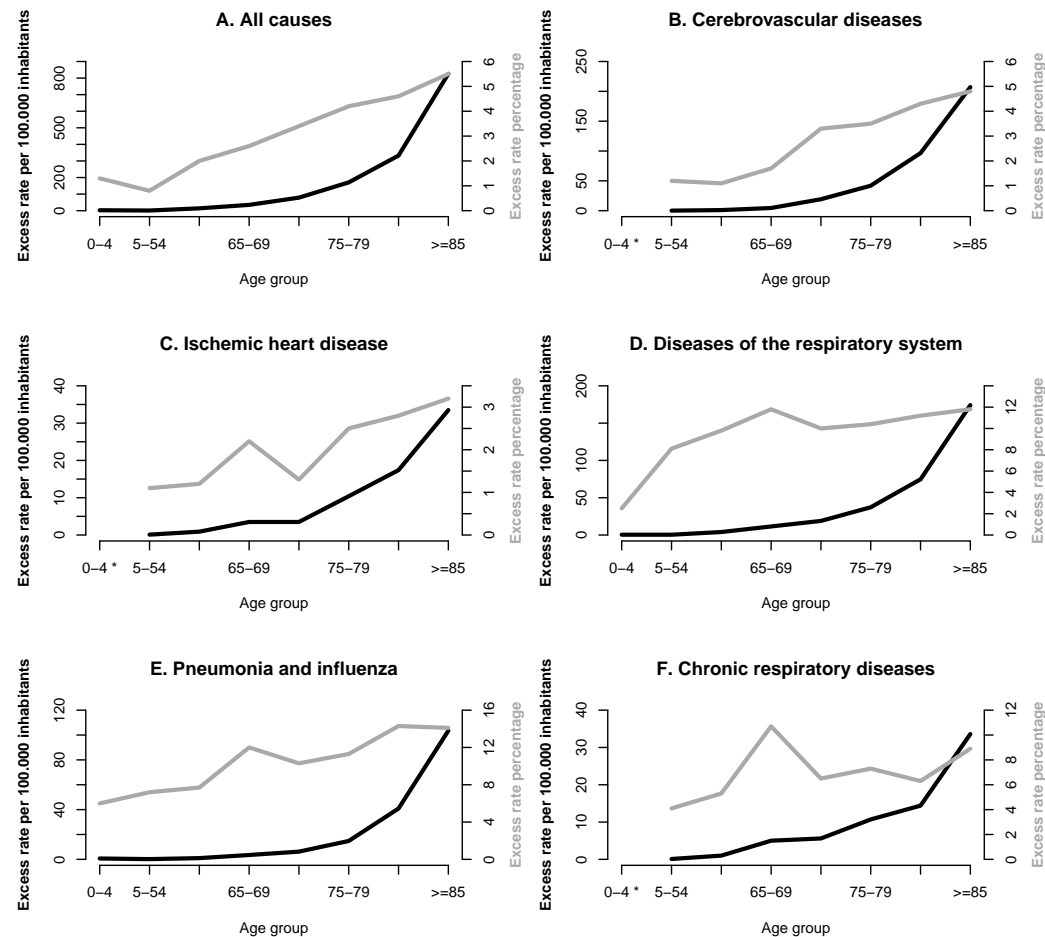 A. All causes
Excess rate per 100.000 inhabitants
0 200 500 800
0 1 2 3 4 5 6
Excess rate percentage
0−4 5−54 65−69 75−79 >=85
Age group
B. Cerebrovascular diseases
Excess rate per 100.000 inhabitants
0 50 150 250
0 1 2 3 4 5 6
Excess rate percentage
0−4 * 5−54 65−69 75−79 >=85
Age group
C. Ischemic heart disease
Excess rate per 100.000 inhabitants
0 10 20 30 40
0 1 2 3
Excess rate percentage
0−4 * 5−54 65−69 75−79 >=85
Age group
D. Diseases of the respiratory system
Excess rate per 100.000 inhabitants
0 50 100 200
0 2 4 6 8 12
Excess rate percentage
0−4 5−54 65−69 75−79 >=85
Age group
E. Pneumonia and influenza
Excess rate per 100.000 inhabitants
0 40 80 120
0 4 8 12 16
Excess rate percentage
0−4 5−54 65−69 75−79 >=85
Age group
F. Chronic respiratory diseases
Excess rate per 100.000 inhabitants
0 10 20 30 40
0 2 4 6 8 12
Excess rate percentage
0−4 * 5−54 65−69 75−79 >=85
Age group